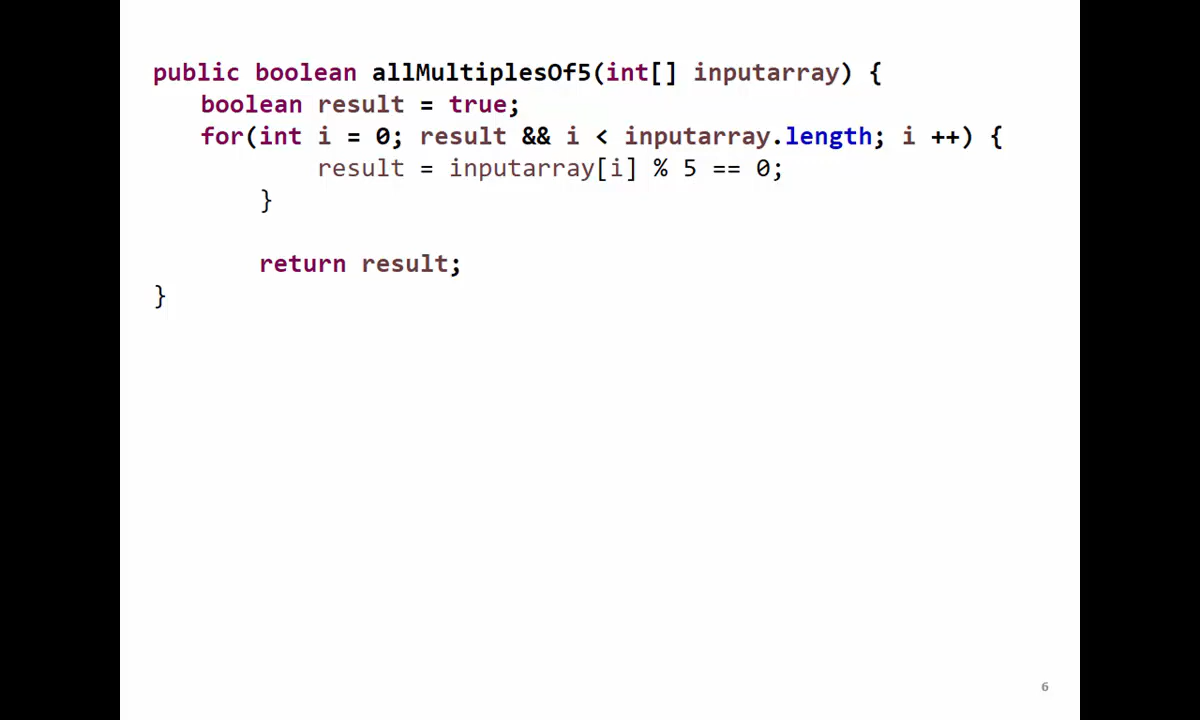 public boolean allMultiplesOf5(int[] inputarray) {
boolean result = true;
for(int i = 0; result && i < inputarray.length; i ++) {
result = inputarray[i] % 5 == 0;
}
return result;
}
6